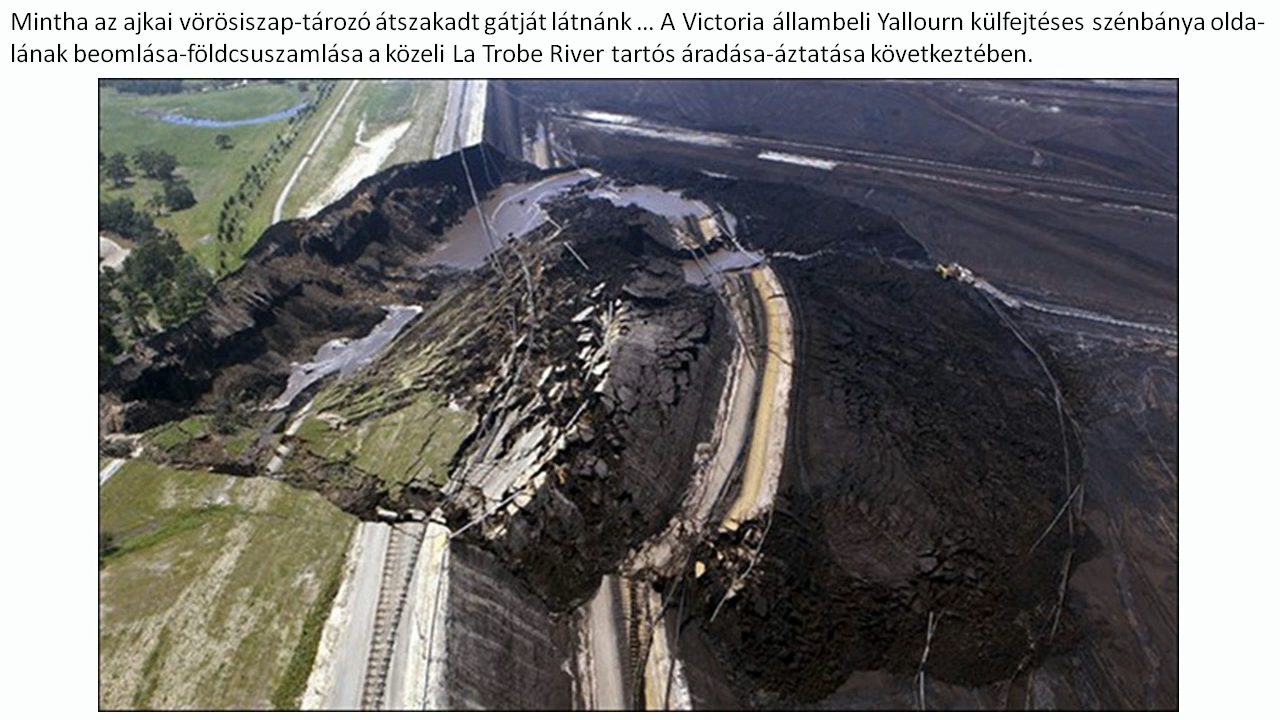 Mintha az ajkai vörösiszap-tározó átszakadt gátját látnánk ... A Victoria állambeli Yallourn külfejtéses szénbánya olda-
lának beomlása-földcsuszamlása a közeli La Trobe River tartós áradása-áztatása következtében.